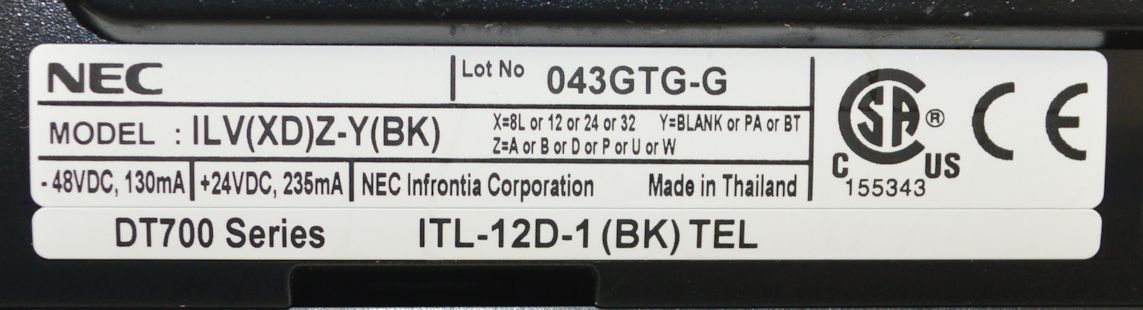 NEC
Lot No 043GTG-G
MODEL : ILV(XD)Z-Y(BK)
X=8L or 12 or 24 or 32 Y=BLANK or PA or BT
Z=A or B or D or P or U or W
-48VDC, 130mA
+24VDC, 235mA
NEC Infrontia Corporation Made in Thailand
CSA ®
C US
155343
CE
DT700 Series ITL-12D-1 (BK) TEL